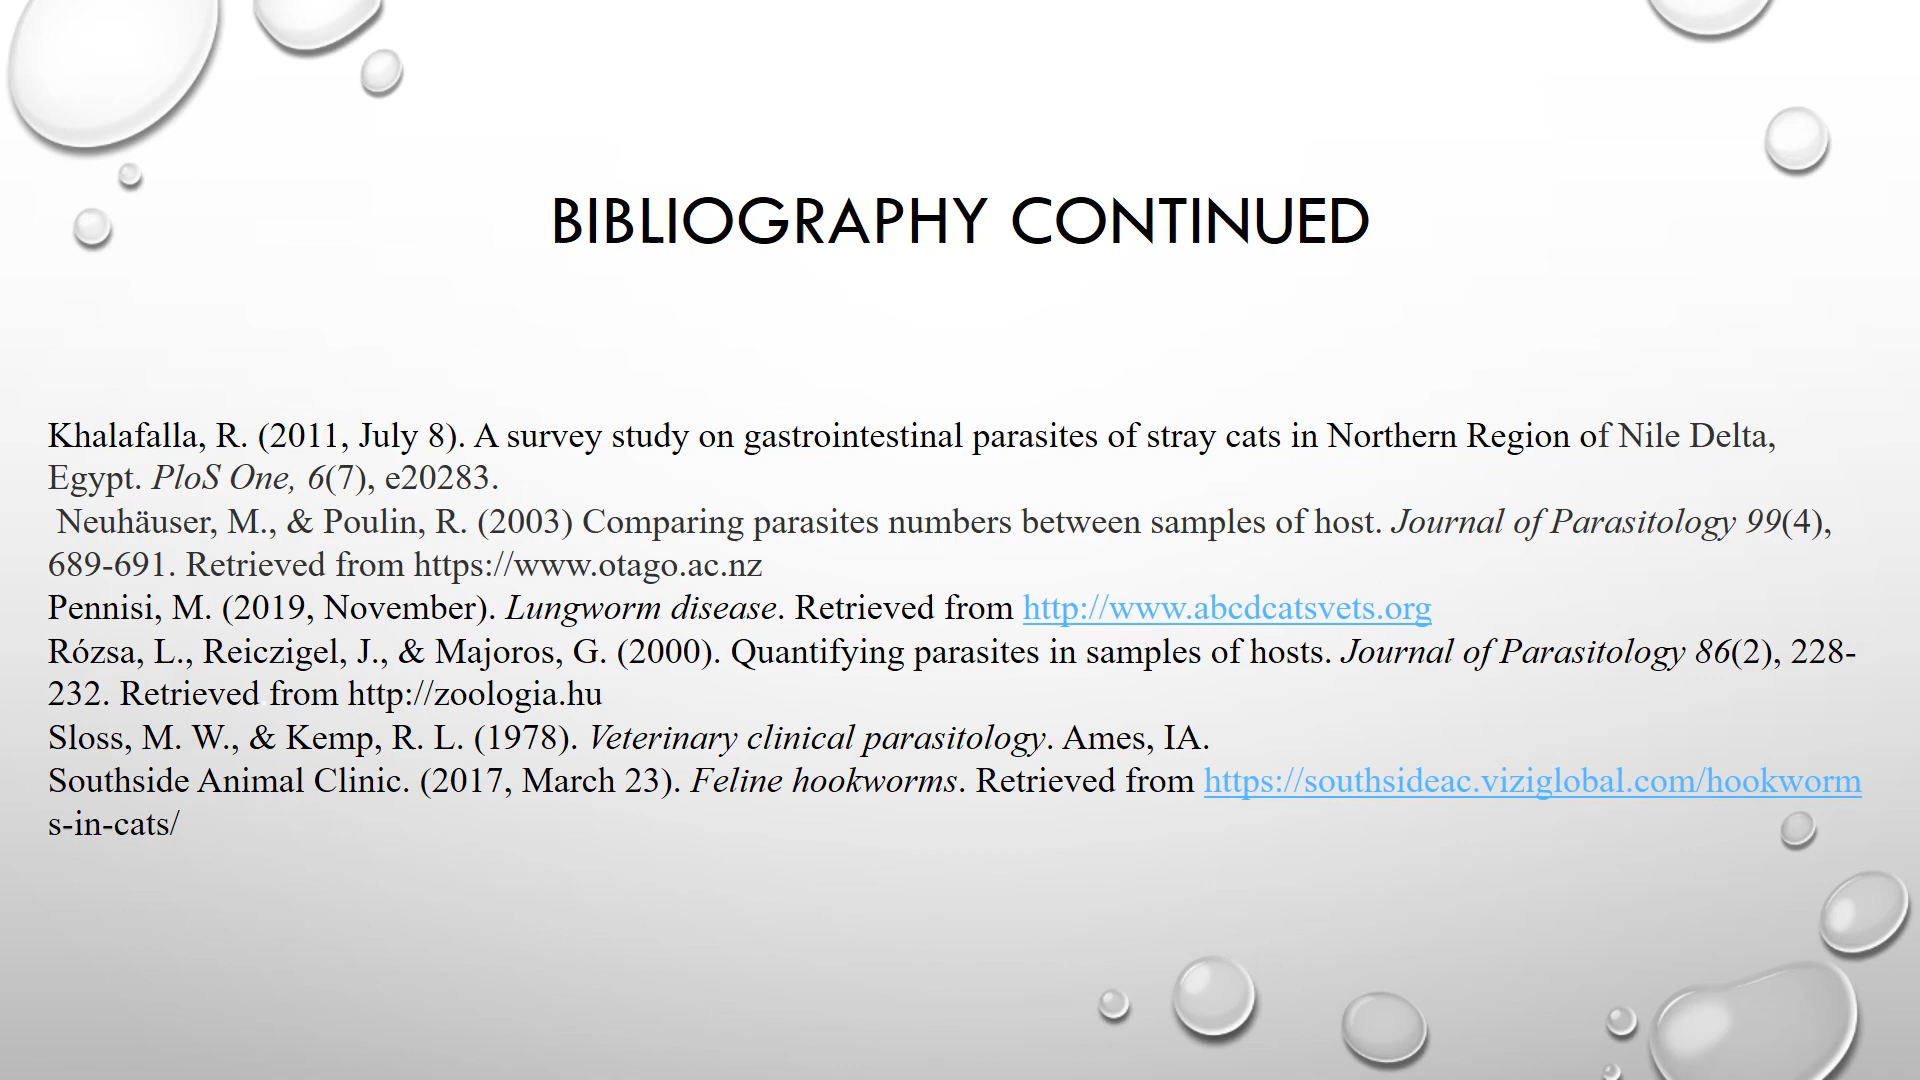 BIBLIOGRAPHY CONTINUED
Khalafalla, R. (2011, July 8). A survey study on gastrointestinal parasites of stray cats in Northern Region of Nile Delta,
Egypt. PloS One, 6(7), e20283.
Neuhäuser, M., & Poulin, R. (2003) Comparing parasites numbers between samples of host. Journal of Parasitology 99(4),
689-691. Retrieved from https://www.otago.ac.nz
Pennisi, M. (2019, November). Lungworm disease. Retrieved from http://www.abcdcatsvets.org
Rózsa, L., Reiczigel, J., & Majoros, G. (2000). Quantifying parasites in samples of hosts. Journal of Parasitology 86(2), 228-
232. Retrieved from http://zoologia.hu
Sloss, M. W., & Kemp, R. L. (1978). Veterinary clinical parasitology. Ames, IA.
Southside Animal Clinic. (2017, March 23). Feline hookworms. Retrieved from https://southsideac.viziglobal.com/hookworm
s-in-cats/